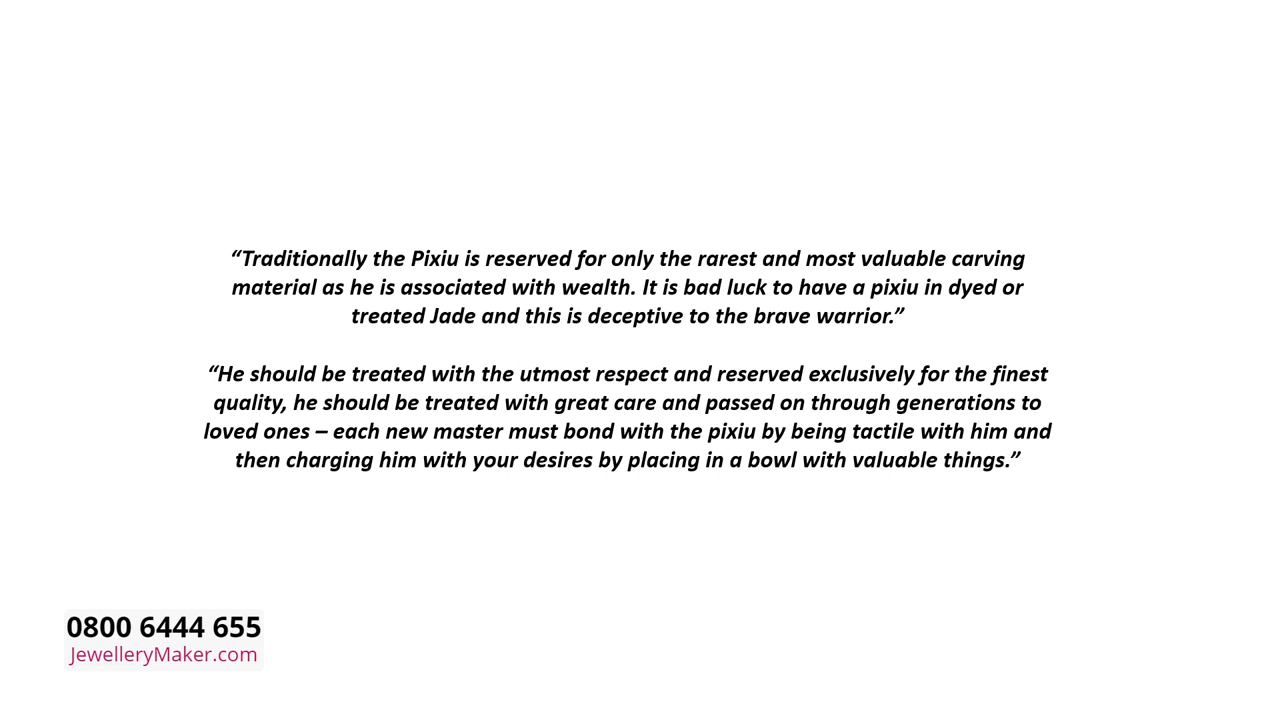 “Traditionally the Pixiu is reserved for only the rarest and most valuable carving
material as he is associated with wealth. It is bad luck to have a pixiu in dyed or
treated Jade and this is deceptive to the brave warrior.”
“He should be treated with the utmost respect and reserved exclusively for the finest
quality, he should be treated with great care and passed on through generations to
loved ones – each new master must bond with the pixiu by being tactile with him and
then charging him with your desires by placing in a bowl with valuable things.”
0800 6444 655
JewelleryMaker.com